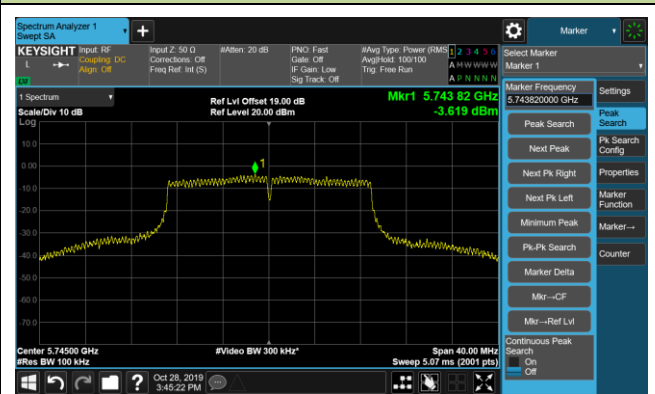 Spectrum Analyzer 1
Swept SA
Marker
KEYSIGHT
L
Input: RF
Coupling: DC
Align: Off
Input Z: 50 Ω
Corrections: Off
Freq Ref: Int (S)
#Atten: 20 dB
PNO: Fast
Gate: Off
IF Gain: Low
Sig Track: Off
#Avg Type: Power (RMS
Avg|Hold: 100/100
Trig: Free Run
1 2 3 4 5 6
A W W W W W
A P N N N N
Select Marker
Marker 1
1 Spectrum
Scale/Div 10 dB
Log
Ref Lvl Offset 19.00 dB
Ref Level 20.00 dBm
Mkr1 5.743 82 GHz
-3.619 dBm
10.0
0.00
-10.0
-20.0
-30.0
-40.0
-50.0
-60.0
-70.0
1
Center 5.74500 GHz
#Res BW 100 kHz
#Video BW 300 kHz*
Span 40.00 MHz
Sweep 5.07 ms (2001 pts)
Marker Frequency
5.743820000 GHz
Peak Search
Next Peak
Next Pk Right
Next Pk Left
Minimum Peak
Pk-Pk Search
Marker Delta
Mkr→CF
Mkr→Ref Lvl
Continuous Peak
Search
On
Off
Settings
Peak
Search
Pk Search
Config
Properties
Marker
Function
Marker→
Counter
?
Oct 28, 2019
3:45:22 PM